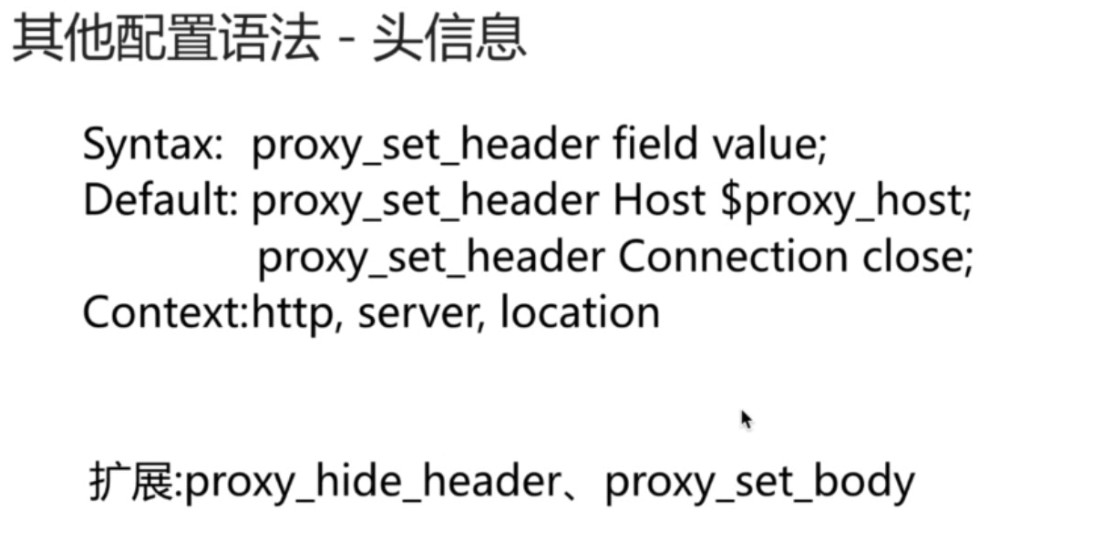 其他配置语法 - 头信息
Syntax: proxy_set_header field value;
Default: proxy_set_header Host $proxy_host;
proxy_set_header Connection close;
Context:http, server, location
扩展:proxy_hide_header、proxy_set_body